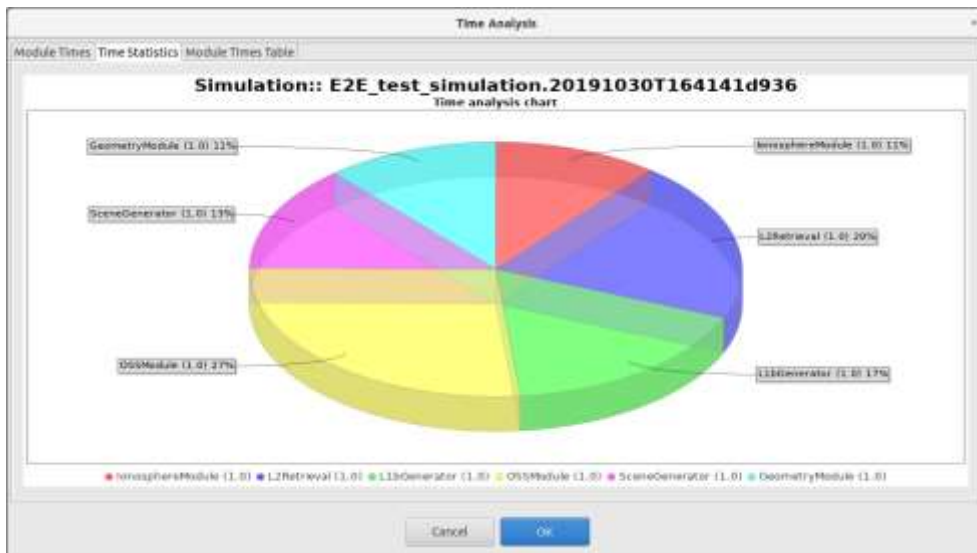 Time Analysis
Module Times Time Statistics Module Times Table
Simulation:: E2E_test_simulation.20191030T164141d936
Time analysis chart
GeometryModule (1.0) 11%
IonosphereModule (1.0) 11%
SceneGenerator (1.0) 13%
L2Retrieval (1.0) 20%
OSSModule (1.0) 27%
L1bGenerator (1.0) 17%
IonosphereModule (1.0) L2Retrieval (1.0) L1bGenerator (1.0) OSSModule (1.0) SceneGenerator (1.0) GeometryModule (1.0)
Cancel OK